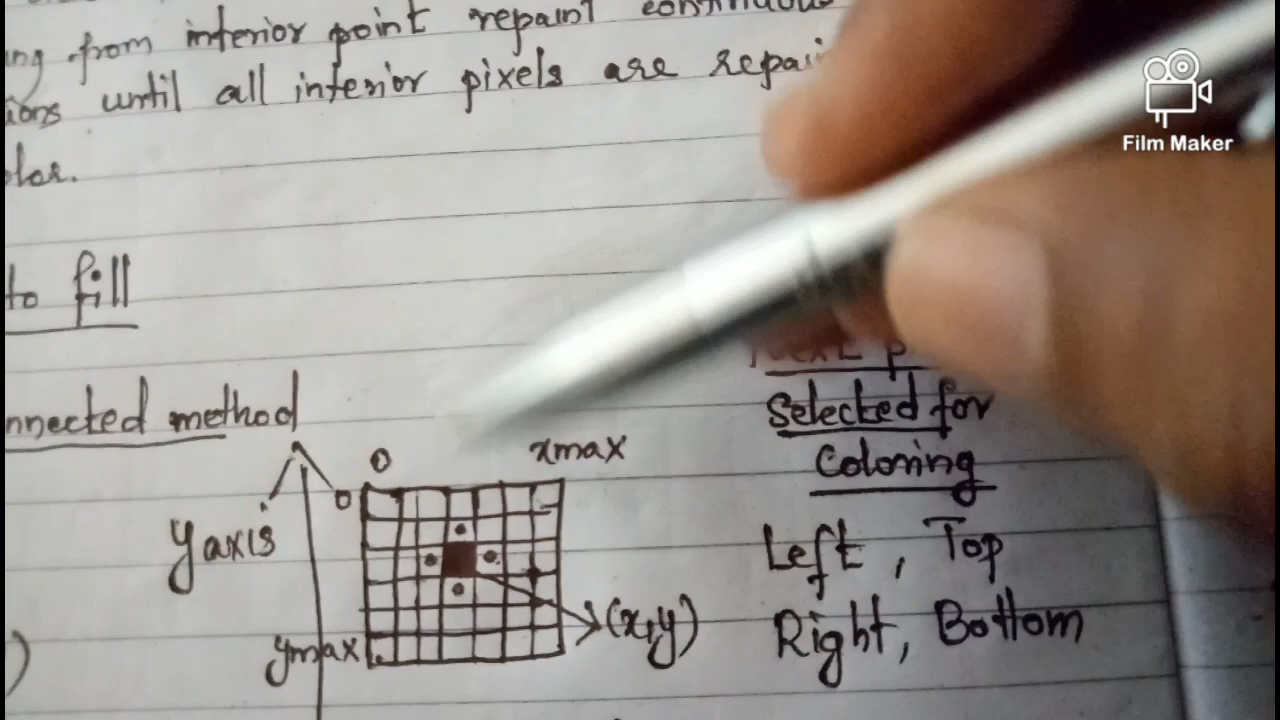 from interior point repaint
until all interior pixels are
to fill
method
Selected for
Coloring
0
xmax
0
y axis
Left, Top
(x,y)
Right, Bottom
ymax
)
Film Maker